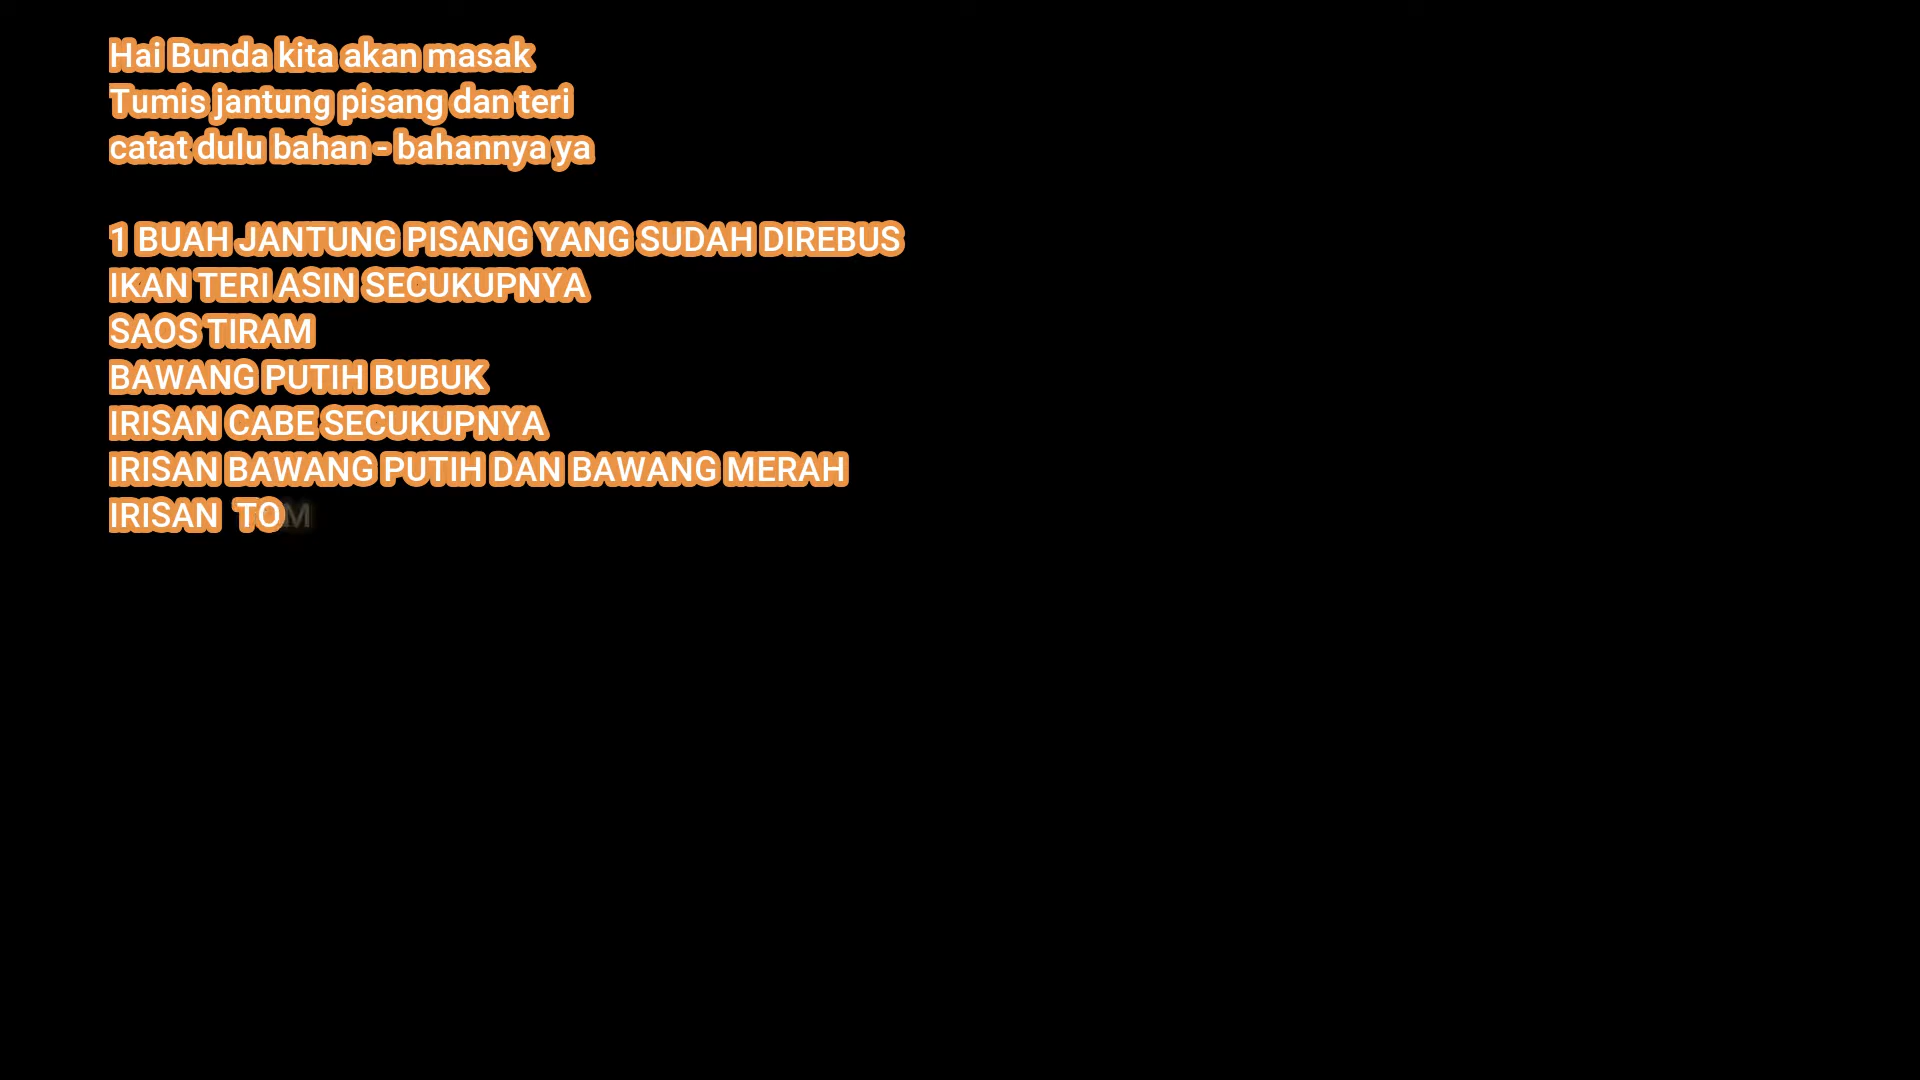 Hai Bunda kita akan masak
Tumis jantung pisang dan teri
catat dulu bahan - bahannya ya
1 BUAH JANTUNG PISANG YANG SUDAH DIREBUS
IKAN TERI ASIN SECUKUPNYA
SAOS TIRAM
BAWANG PUTIH BUBUK
IRISAN CABE SECUKUPNYA
IRISAN BAWANG PUTIH DAN BAWANG MERAH
IRISAN TOM